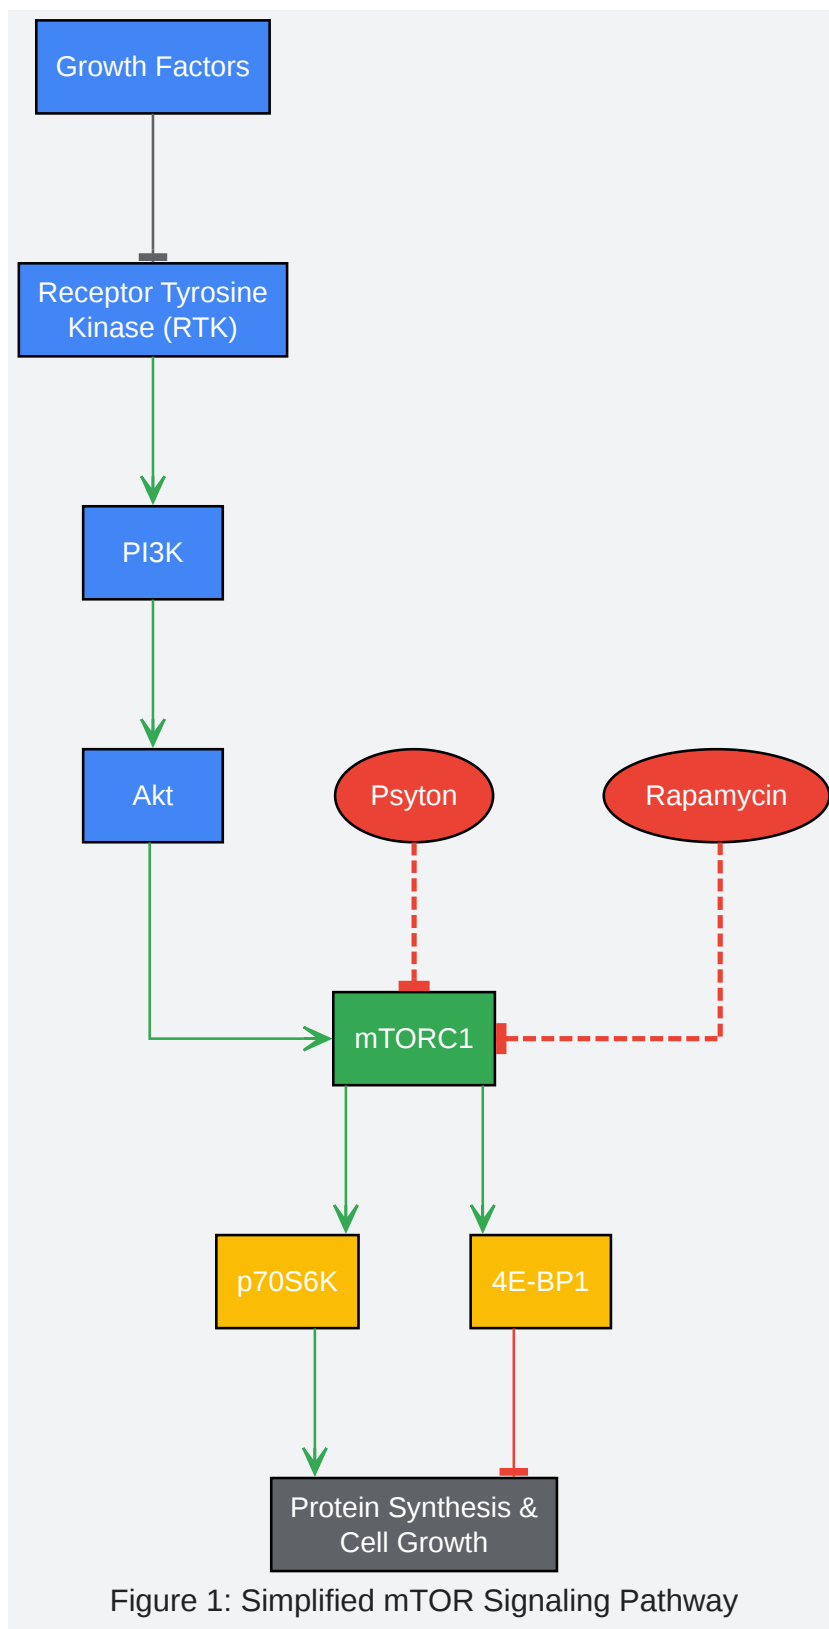 Growth Factors
Receptor Tyrosine
Kinase (RTK)
PI3K
Akt
Psyton
Rapamycin
mTORC1
p70S6K
4E-BP1
Protein Synthesis &
Cell Growth
Figure 1: Simplified mTOR Signaling Pathway